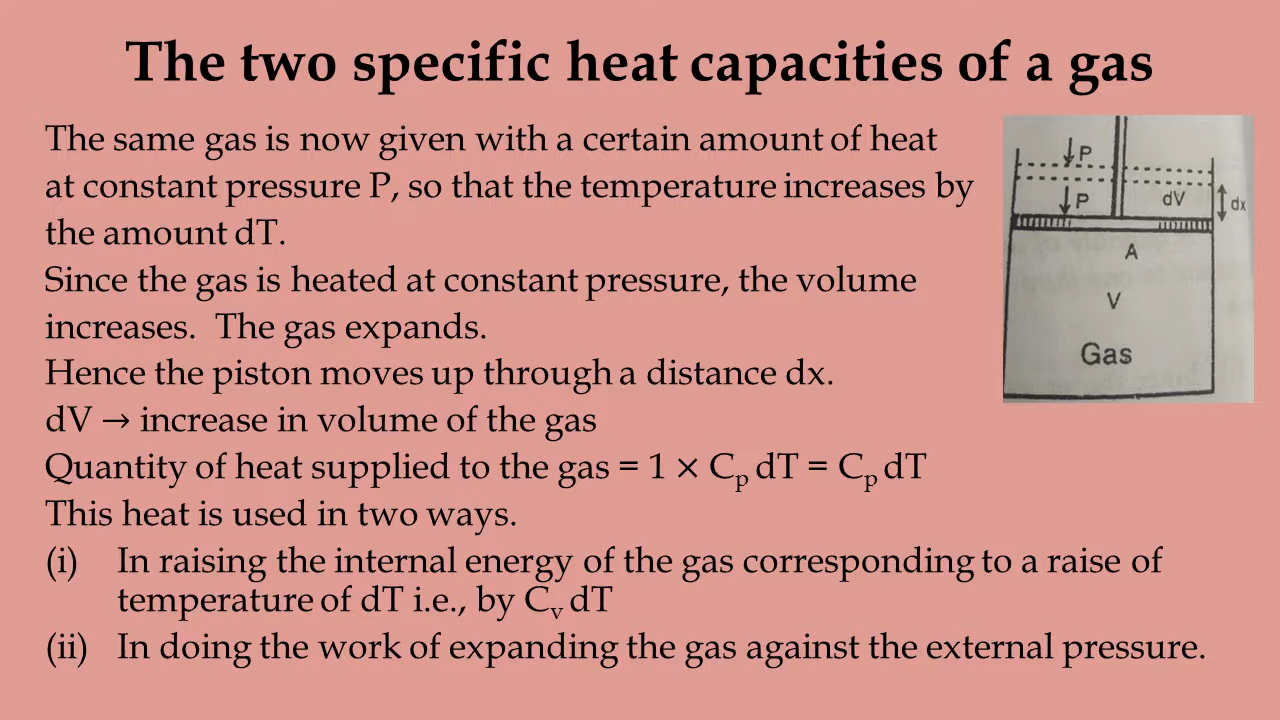 The two specific heat capacities of a gas
The same gas is now given with a certain amount of heat
at constant pressure P, so that the temperature increases by
the amount dT.
Since the gas is heated at constant pressure, the volume
increases. The gas expands.
Hence the piston moves up through a distance dx.
dV → increase in volume of the gas
Quantity of heat supplied to the gas = 1 × Cₚ dT = Cₚ dT
This heat is used in two ways.
(i) In raising the internal energy of the gas corresponding to a raise of
temperature of dT i.e., by Cᵥ dT
(ii) In doing the work of expanding the gas against the external pressure.
P
P
dV
dx
A
V
Gas